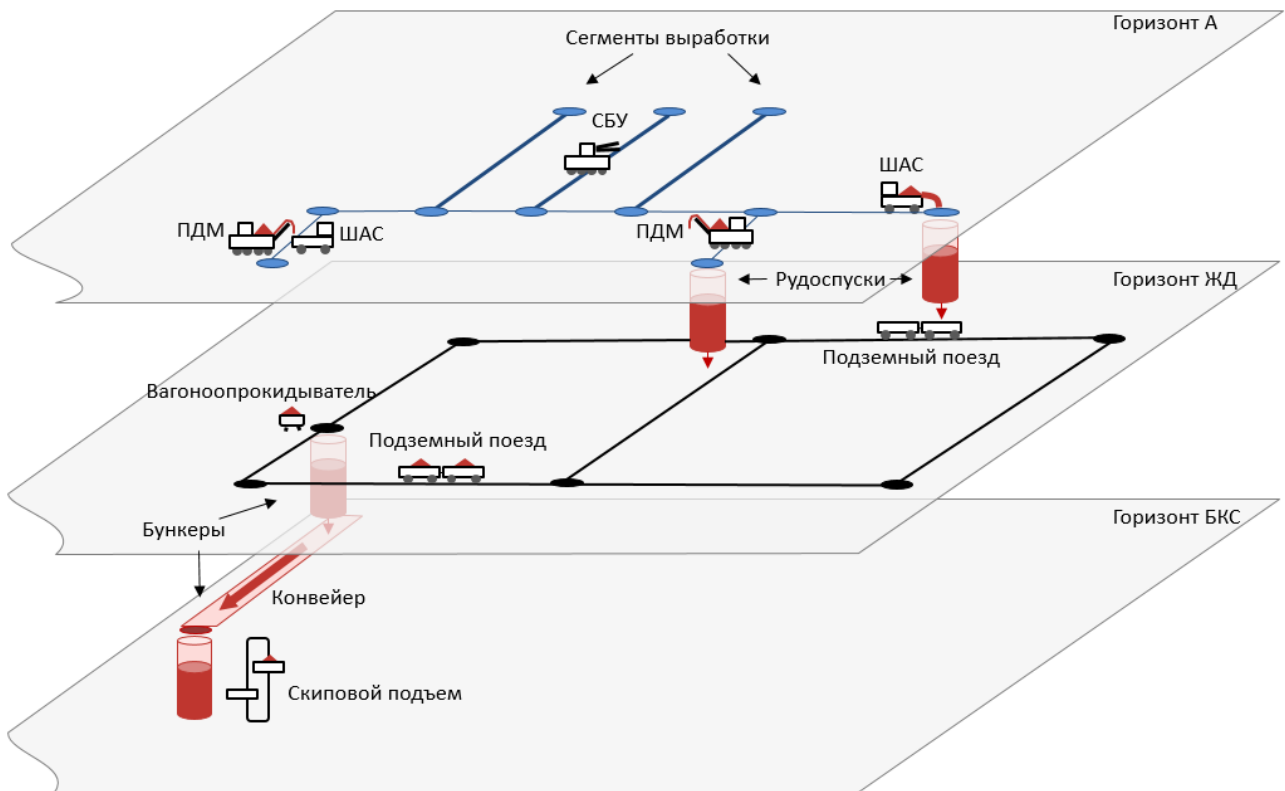 Горизонт А
Сегменты выработки
СБУ
ШАС
ПДМ
ШАС
ПДМ
Рудоспуски
Горизонт ЖД
Подземный поезд
Вагоноопрокидыватель
Подземный поезд
Горизонт БКС
Бункеры
Конвейер
Скиповой подъем